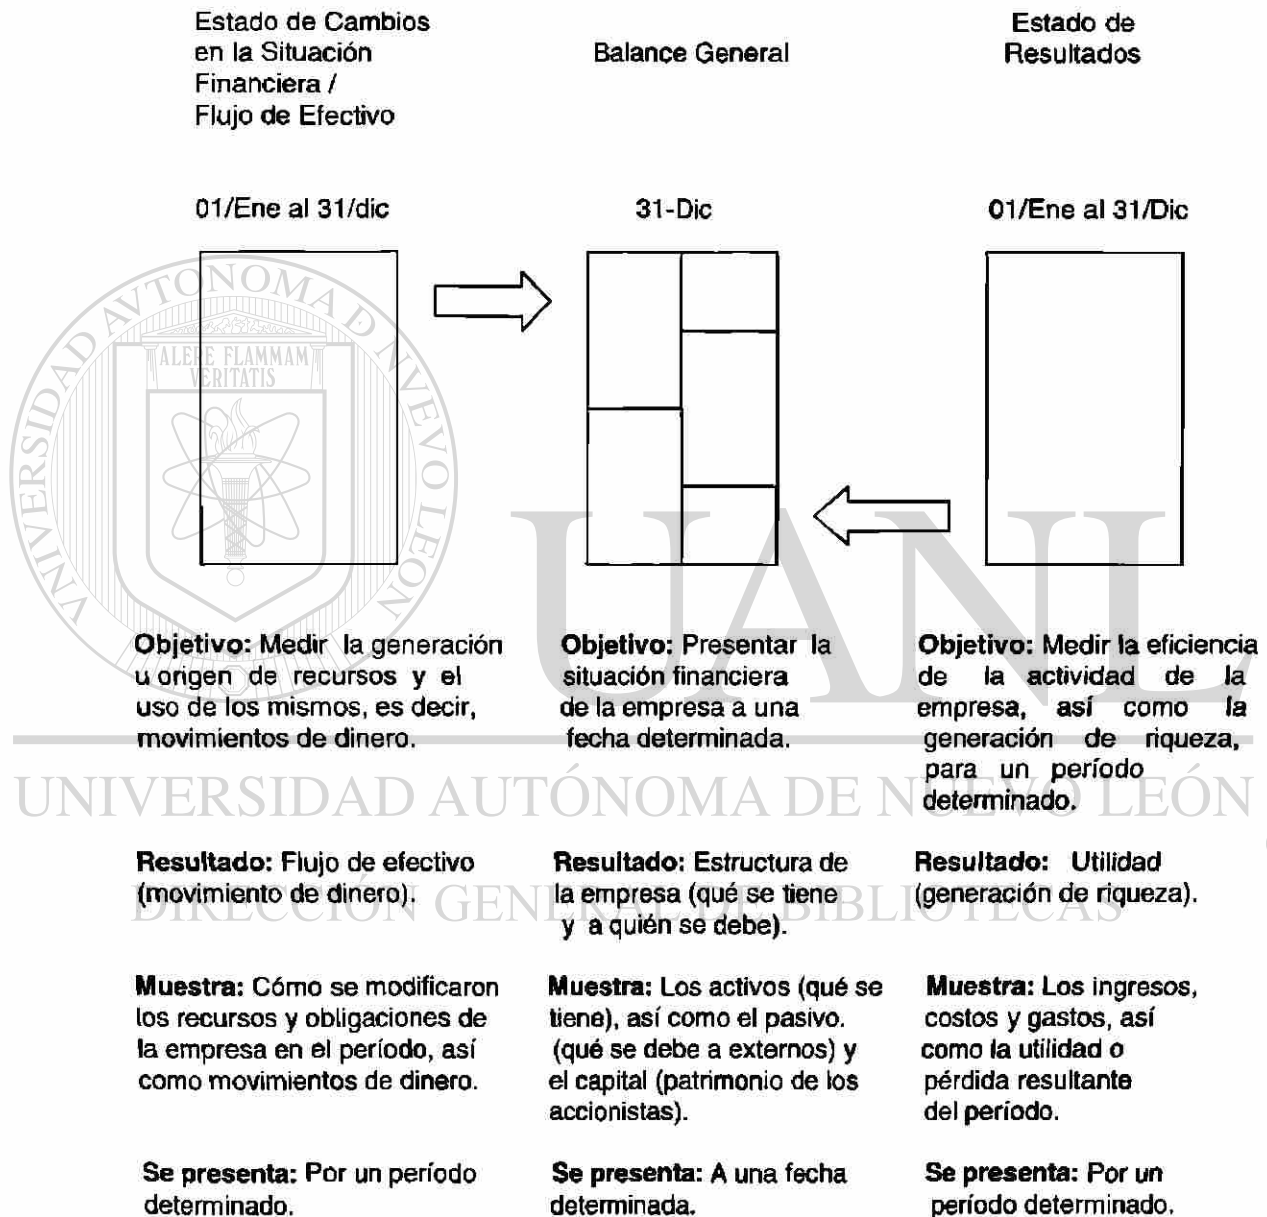 Estado de Cambios
en la Situación
Financiera /
Flujo de Efectivo
Balance General
Estado de
Resultados
01/Ene al 31/dic
31-Dic
01/Ene al 31/Dic
UNIVERSIDAD AVTONOMA DE NVEVO LEON
ALERE FLAMMAM
VERITATIS
UANL
Objetivo: Medir la generación
u origen de recursos y el
uso de los mismos, es decir,
movimientos de dinero.
Objetivo: Presentar la
situación financiera
de la empresa a una
fecha determinada.
Objetivo: Medir la eficiencia
de la actividad de la
empresa, así como la
generación de riqueza,
para un período
determinado.
UNIVERSIDAD AUTÓNOMA DE NUEVO LEÓN
Resultado: Flujo de efectivo
(movimiento de dinero).
Resultado: Estructura de
la empresa (qué se tiene
y a quién se debe).
Resultado: Utilidad
(generación de riqueza).
DIRECCIÓN GENERAL DE BIBLIOTECAS
Muestra: Cómo se modificaron
los recursos y obligaciones de
la empresa en el período, así
como movimientos de dinero.
Muestra: Los activos (qué se
tiene), así como el pasivo.
(qué se debe a externos) y
el capital (patrimonio de los
accionistas).
Muestra: Los ingresos,
costos y gastos, así
como la utilidad o
pérdida resultante
del período.
Se presenta: Por un período
determinado.
Se presenta: A una fecha
determinada.
Se presenta: Por un
período determinado.